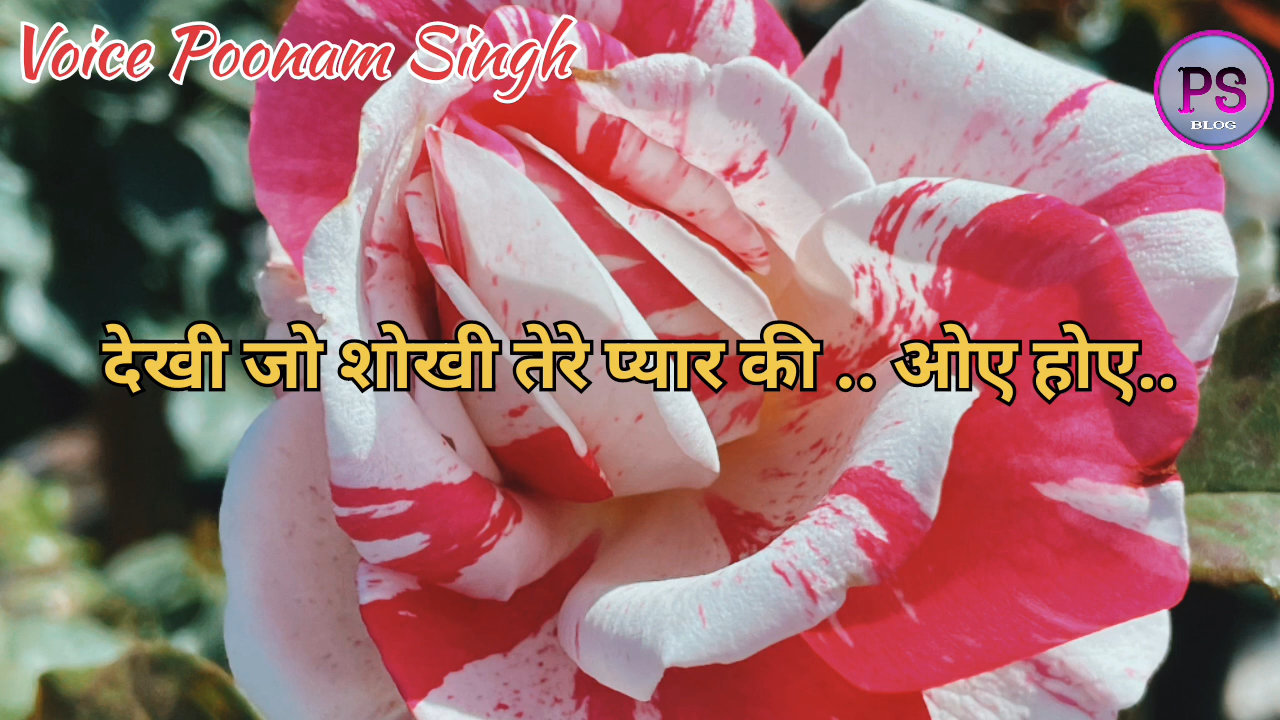 Voice Poonam Singh
PS
BLOG
देखी जो शोखी तेरे प्यार की .. ओए होए..